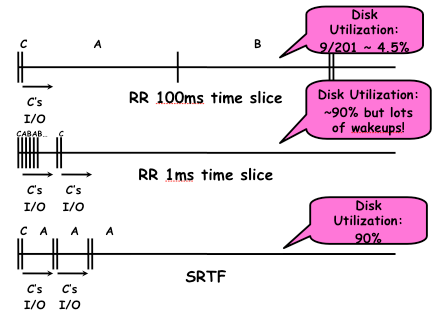 Disk
Utilization:
9/201 ~ 4.5%
C A B
C's
I/O
RR 100ms time slice
Disk Utilization:
~90% but lots
of wakeups!
CABAB… C
C's C's
I/O I/O
RR 1ms time slice
Disk
Utilization:
90%
C A A A
C's C's
I/O I/O
SRTF